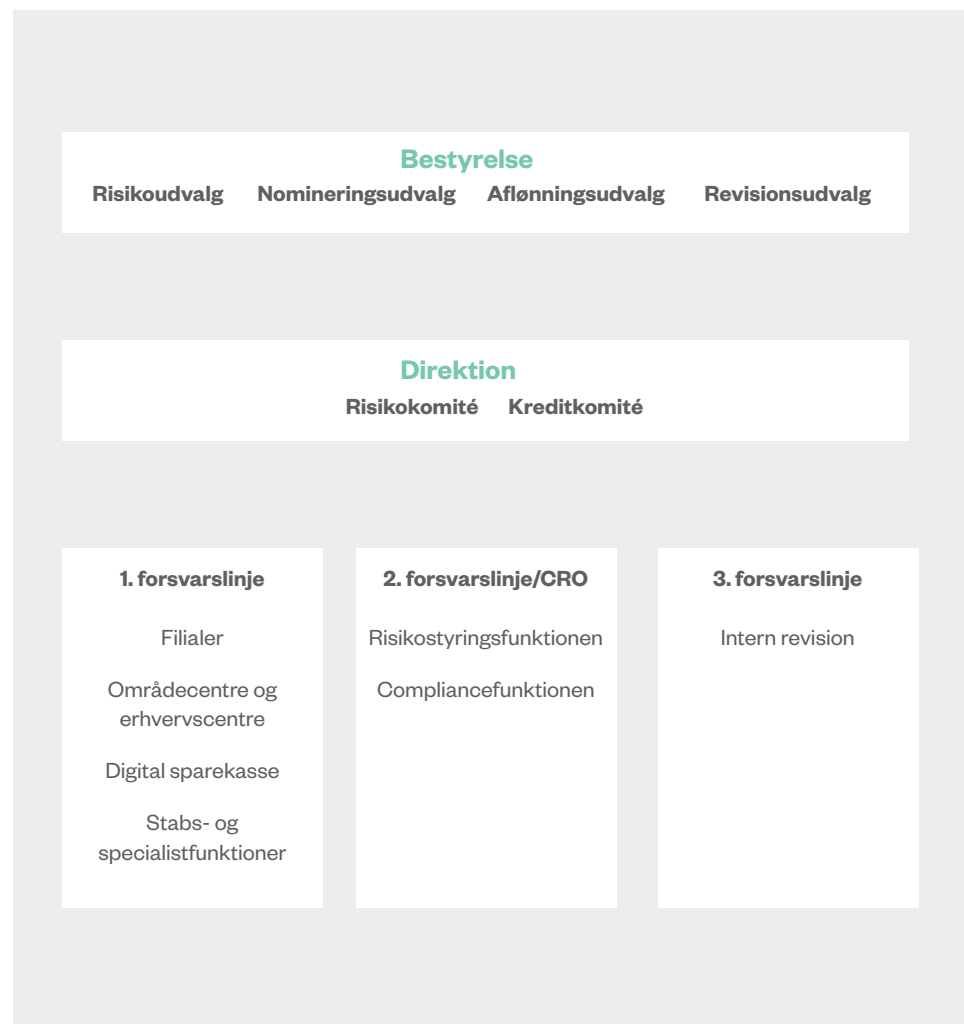 Bestyrelse
Risikoudvalg Nomineringsudvalg Aflønningsudvalg Revisionsudvalg
Direktion
Risikokomité Kreditkomité
1. forsvarslinje
Filialer
Områdecentre og
erhvervscentre
Digital sparekasse
Stabs- og
specialistfunktioner
2. forsvarslinje/CRO
Risikostyringsfunktionen
Compliancefunktionen
3. forsvarslinje
Intern revision